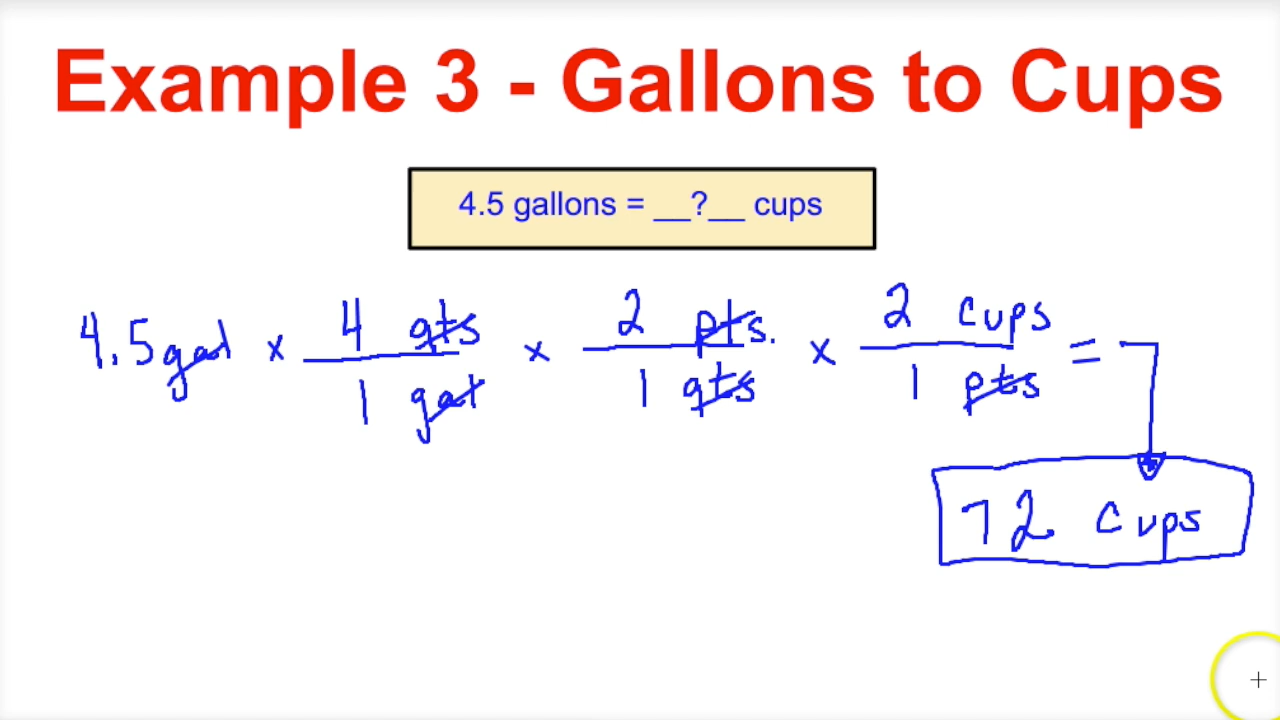 Example 3 - Gallons to Cups
4.5 gallons = __?__ cups
4.5 gal x 4 qts / 1 gal x 2 pts. / 1 qts x 2 cups / 1 pts =
72 cups